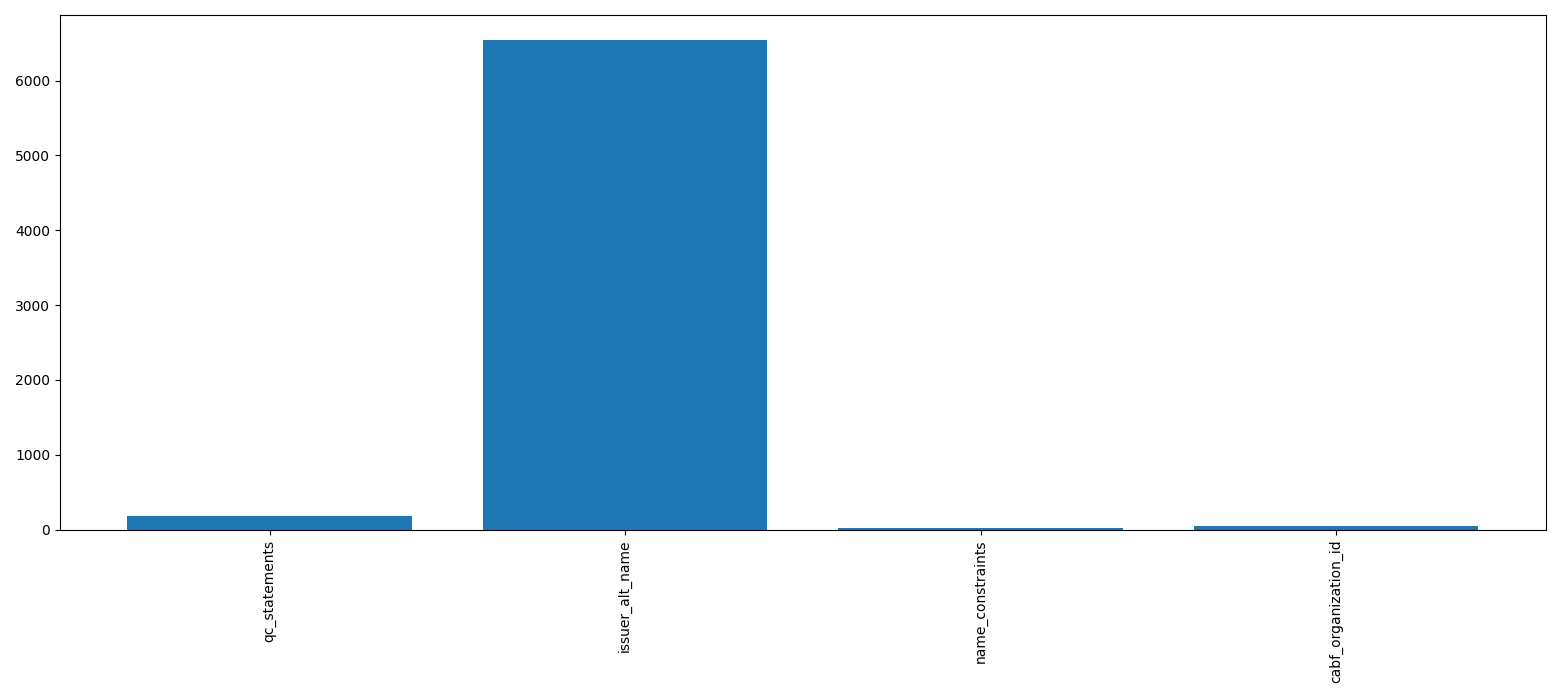 6000
5000
4000
3000
2000
1000
0
qc_statements
issuer_alt_name
name_constraints
cabf_organization_id